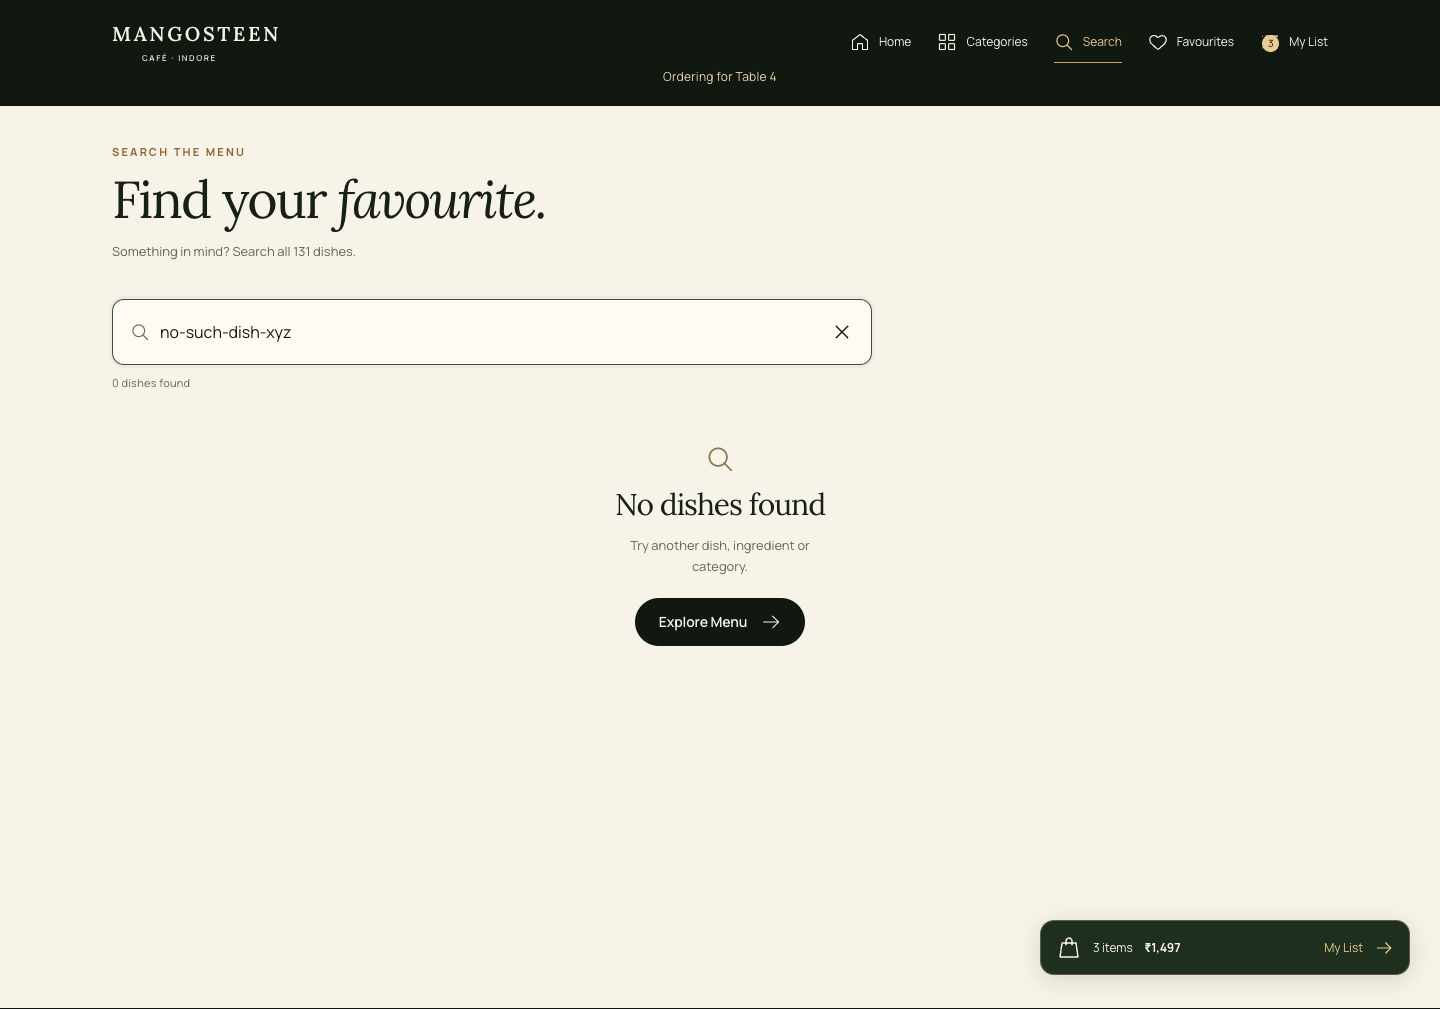 MANGOSTEEN
CAFÉ · INDORE
Home
Categories
Search
Favourites
3
My List
Ordering for Table 4
SEARCH THE MENU
Find your favourite.
Something in mind? Search all 131 dishes.
no-such-dish-xyz
0 dishes found
No dishes found
Try another dish, ingredient or
category.
Explore Menu
3 items ₹1,497 My List